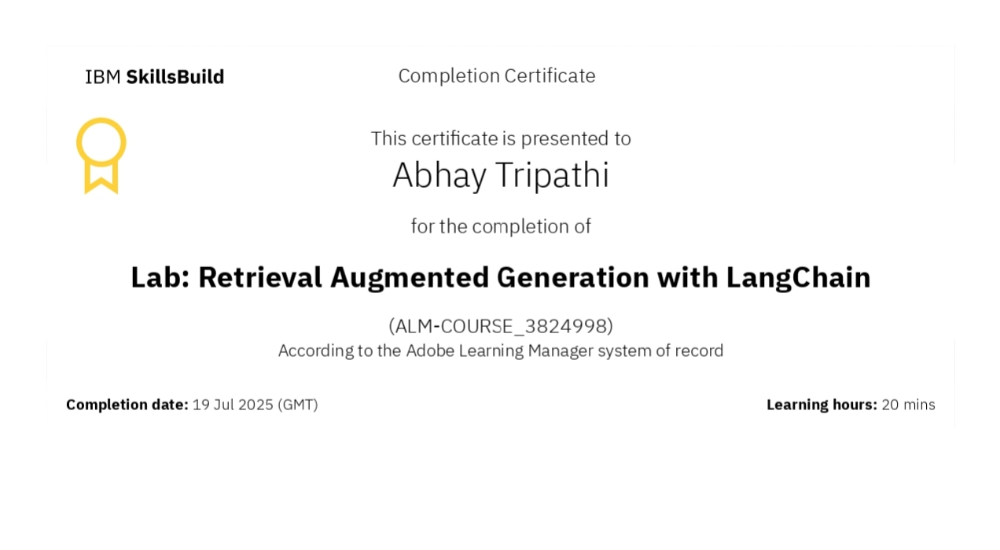 IBM SkillsBuild
Completion Certificate
This certificate is presented to
Abhay Tripathi
for the completion of
Lab: Retrieval Augmented Generation with LangChain
(ALM-COURSE_3824998)
According to the Adobe Learning Manager system of record
Completion date: 19 Jul 2025 (GMT)
Learning hours: 20 mins